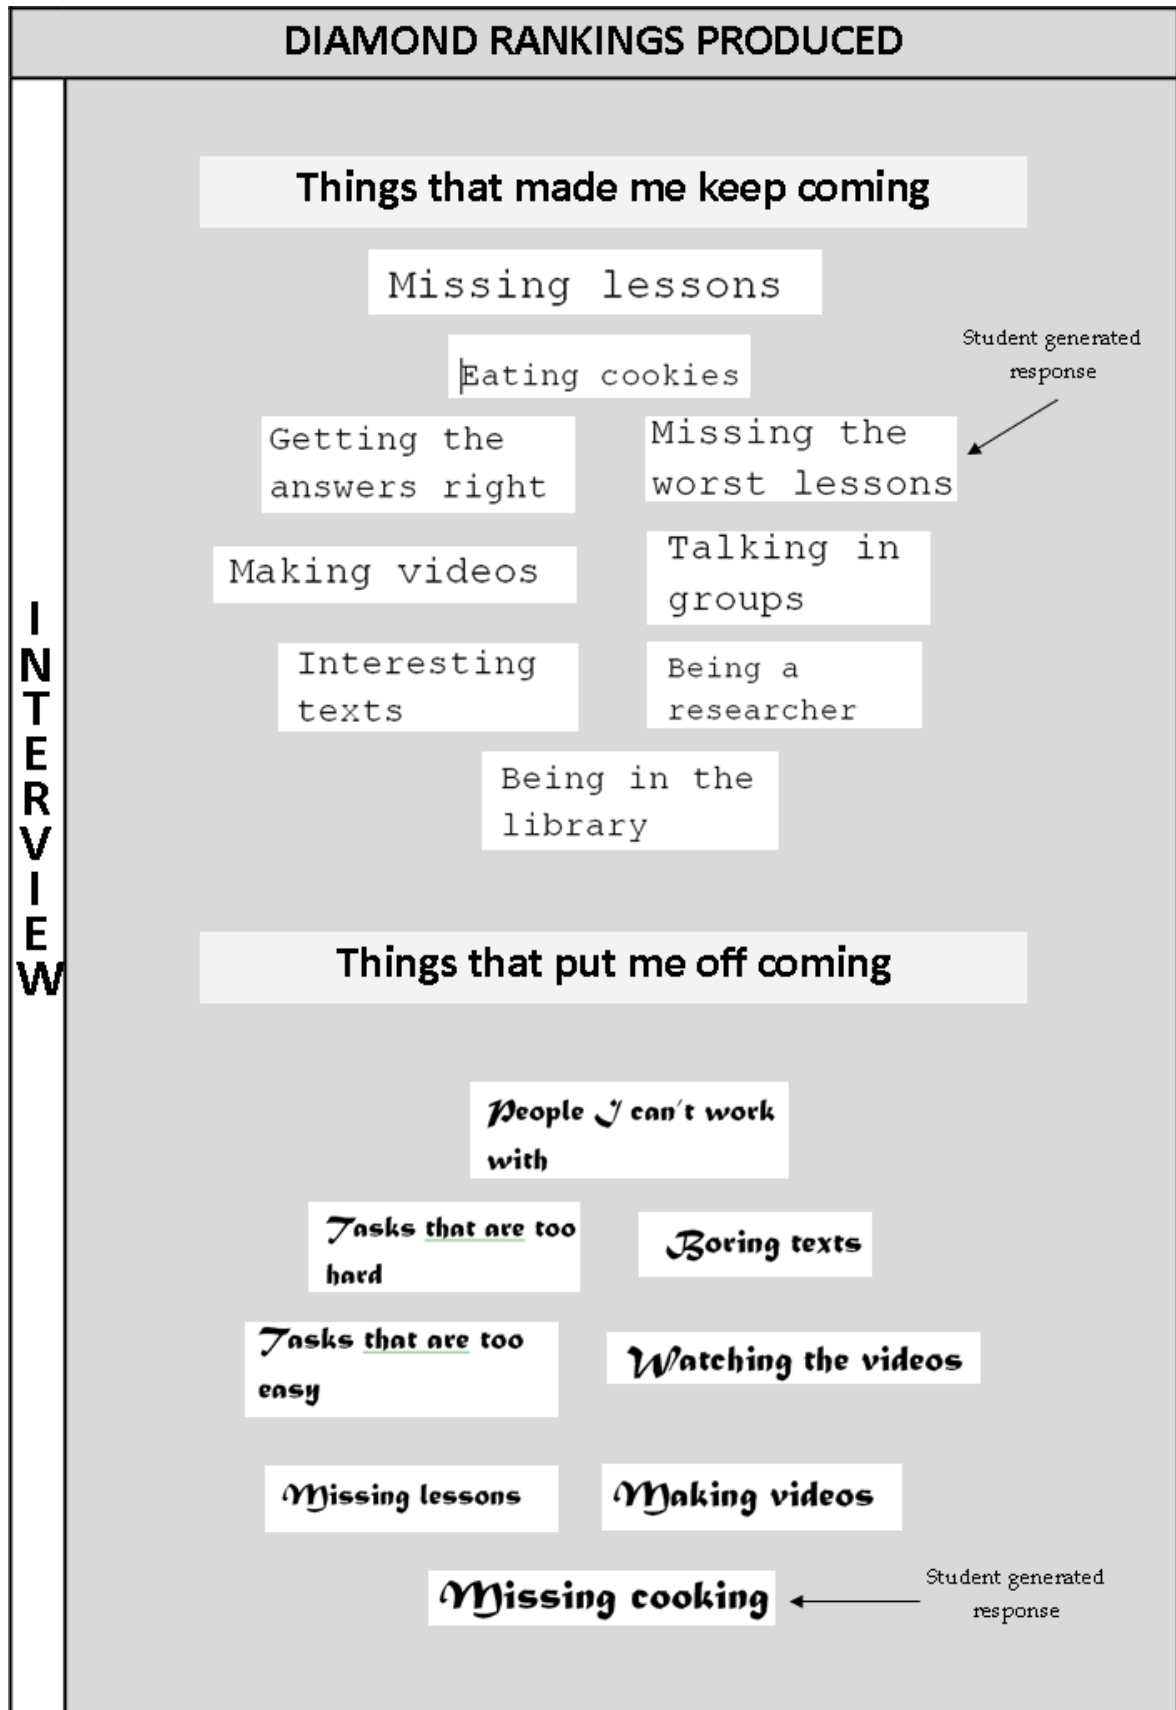 DIAMOND RANKINGS PRODUCED
INTERVIEW
Things that made me keep coming
Missing lessons
Eating cookies
Student generated
response
Getting the
answers right
Missing the
worst lessons
Making videos
Talking in
groups
Interesting
texts
Being a
researcher
Being in the
library
Things that put me off coming
People I can't work
with
Tasks that are too
hard
Boring texts
Tasks that are too
easy
Watching the videos
Missing lessons
Making videos
Missing cooking
Student generated
response